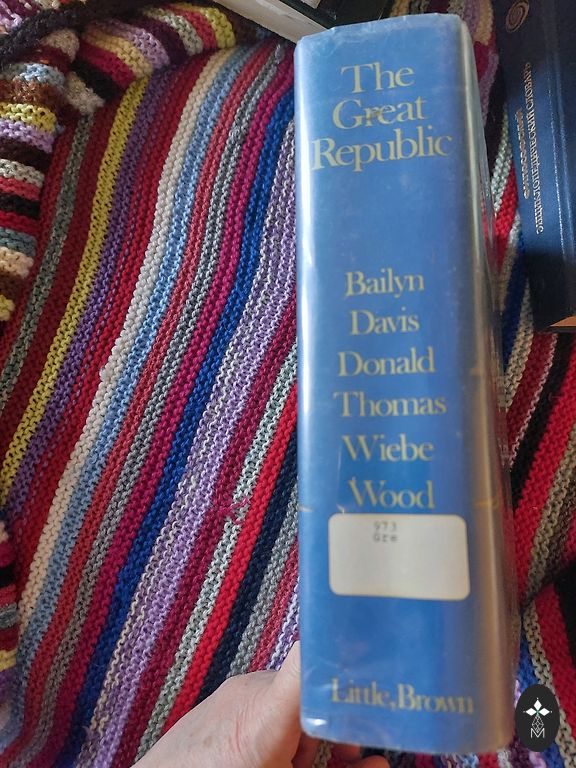 The
Great
Republic
Bailyn
Davis
Donald
Thomas
Wiebe
Wood
973
Gre
Little, Brown